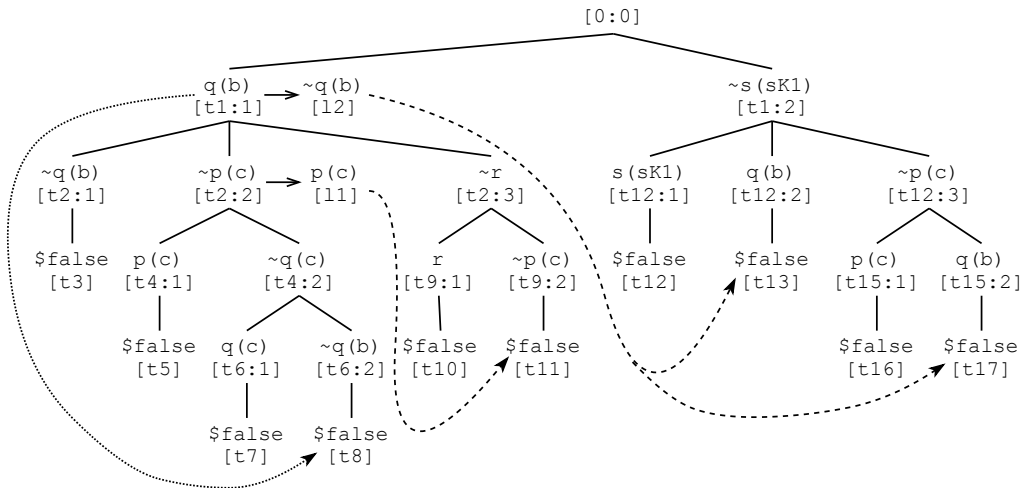 [0:0]
q(b) ~q(b) ~s(sK1)
[t1:1] [l2] [t1:2]
~q(b) ~p(c) p(c) ~r s(sK1) q(b) ~p(c)
[t2:1] [t2:2] [l1] [t2:3] [t12:1] [t12:2] [t12:3]
$false p(c) ~q(c) r ~p(c) $false $false p(c) q(b)
[t3] [t4:1] [t4:2] [t9:1] [t9:2] [t12] [t13] [t15:1] [t15:2]
$false q(c) ~q(b) $false $false $false $false
[t5] [t6:1] [t6:2] [t10] [t11] [t16] [t17]
$false $false
[t7] [t8]